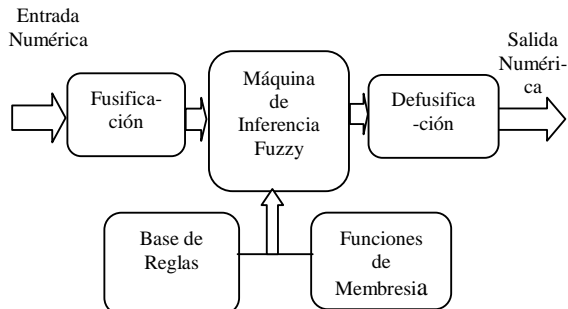 Entrada
Numérica
Fusifica-
ción
Máquina
de
Inferencia
Fuzzy
Defusifica
-ción
Salida
Numéri-
ca
Base de
Reglas
Funciones
de
Membresia